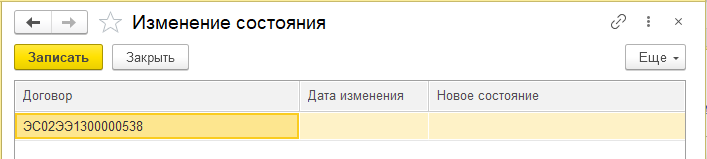 Изменение состояния
Записать Закрыть Еще
Договор Дата изменения Новое состояние
ЭС02ЭЭ1300000538